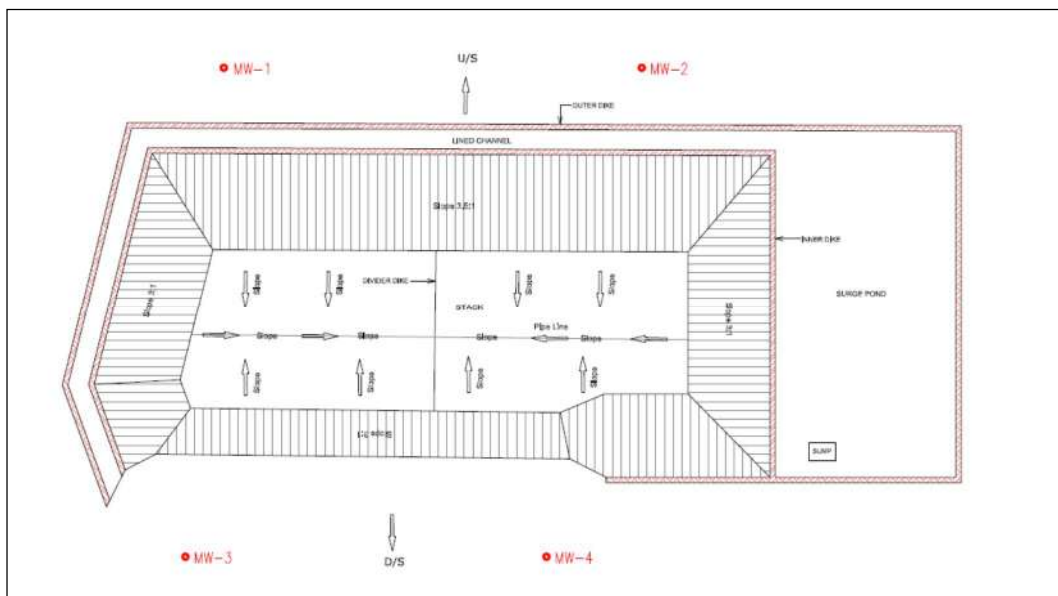 U/S
MW-1
MW-2
OUTER DIKE
LINED CHANNEL
Slope 3.5:1
INNER DIKE
Slope
Slope
Slope
Slope
DIVIDER DIKE
STACK
SURGE POND
Slope
Slope
Slope
Pipe Line
Slope
Slope
Slope
Slope
Slope
SUMP
MW-3
D/S
MW-4